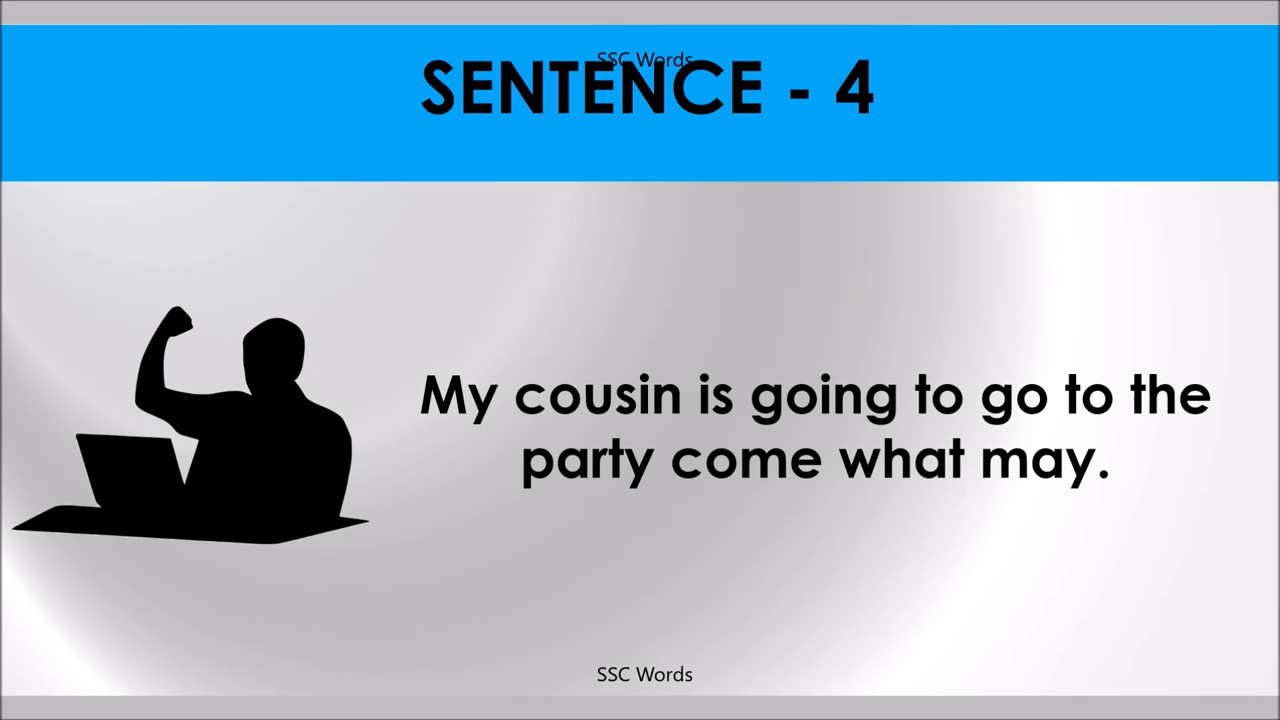 SSC Words
SENTENCE - 4
My cousin is going to go to the
party come what may.
SSC Words